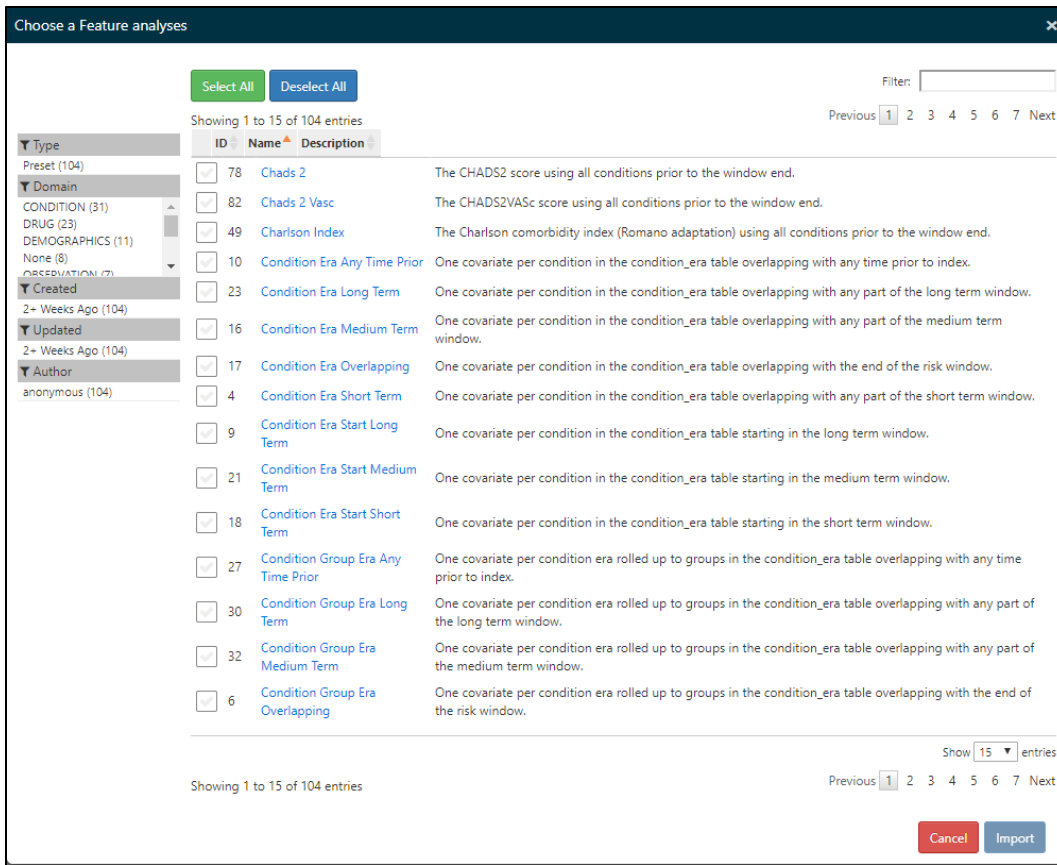 Choose a Feature analyses
Select All Deselect All
Filter:
Showing 1 to 15 of 104 entries
Previous 1 2 3 4 5 6 7 Next
Type
Preset (104)
Domain
CONDITION (31)
DRUG (23)
DEMOGRAPHICS (11)
None (8)
OBSERVATION (7)
Created
2+ Weeks Ago (104)
Updated
2+ Weeks Ago (104)
Author
anonymous (104)
ID Name Description
78 Chads 2 The CHADS2 score using all conditions prior to the window end.
82 Chads 2 Vasc The CHADS2VASc score using all conditions prior to the window end.
49 Charlson Index The Charlson comorbidity index (Romano adaptation) using all conditions prior to the window end.
10 Condition Era Any Time Prior One covariate per condition in the condition_era table overlapping with any time prior to index.
23 Condition Era Long Term One covariate per condition in the condition_era table overlapping with any part of the long term window.
16 Condition Era Medium Term One covariate per condition in the condition_era table overlapping with any part of the medium term
window.
17 Condition Era Overlapping One covariate per condition in the condition_era table overlapping with the end of the risk window.
4 Condition Era Short Term One covariate per condition in the condition_era table overlapping with any part of the short term window.
9 Condition Era Start Long
Term
One covariate per condition in the condition_era table starting in the long term window.
21 Condition Era Start Medium
Term
One covariate per condition in the condition_era table starting in the medium term window.
18 Condition Era Start Short
Term
One covariate per condition in the condition_era table starting in the short term window.
27 Condition Group Era Any
Time Prior
One covariate per condition era rolled up to groups in the condition_era table overlapping with any time
prior to index.
30 Condition Group Era Long
Term
One covariate per condition era rolled up to groups in the condition_era table overlapping with any part of
the long term window.
32 Condition Group Era
Medium Term
One covariate per condition era rolled up to groups in the condition_era table overlapping with any part of
the medium term window.
6 Condition Group Era
Overlapping
One covariate per condition era rolled up to groups in the condition_era table overlapping with the end of
the risk window.
Show 15 entries
Showing 1 to 15 of 104 entries
Previous 1 2 3 4 5 6 7 Next
Cancel Import